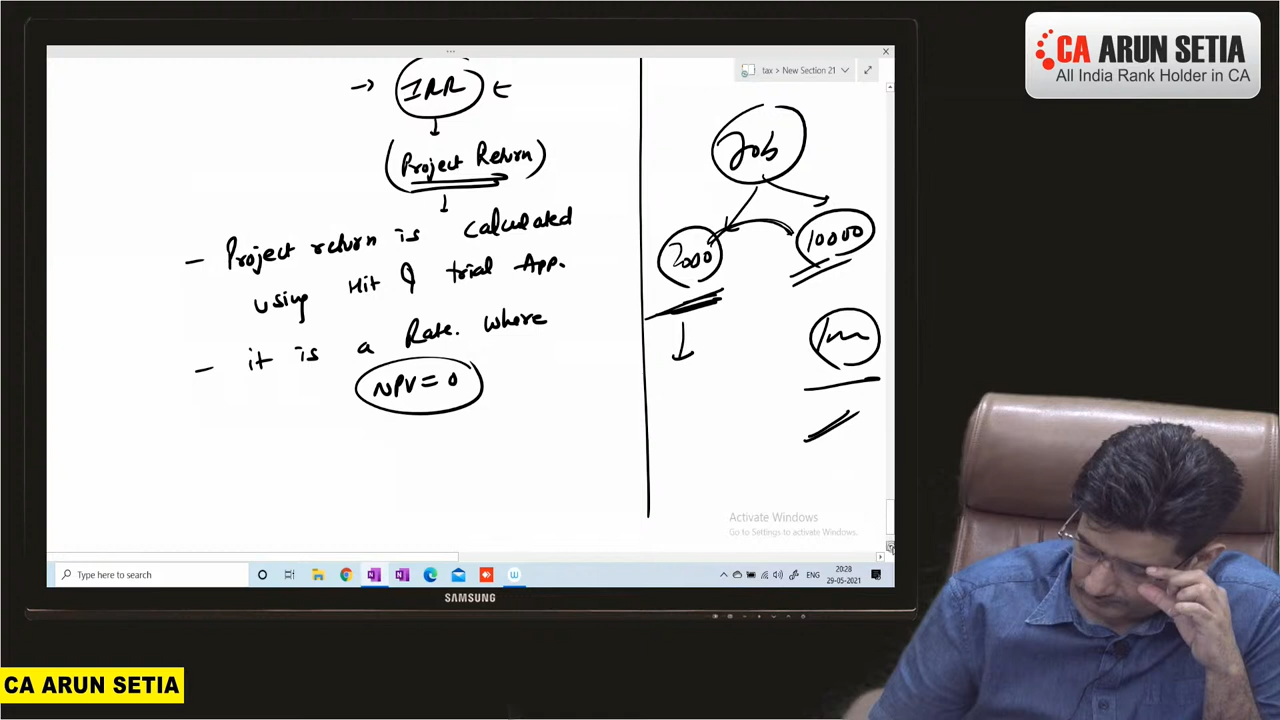 CA ARUN SETIA
All India Rank Holder in CA
tax > New Section 21
→ IRR
(Project Return)
- Project return is calculated
using Hit & trial App.
- it is a Rate. where
NPV = 0
Job
10000
Activate Windows
Go to Settings to activate Windows.
Type here to search
ENG
20:28
29-05-2021
SAMSUNG
CA ARUN SETIA